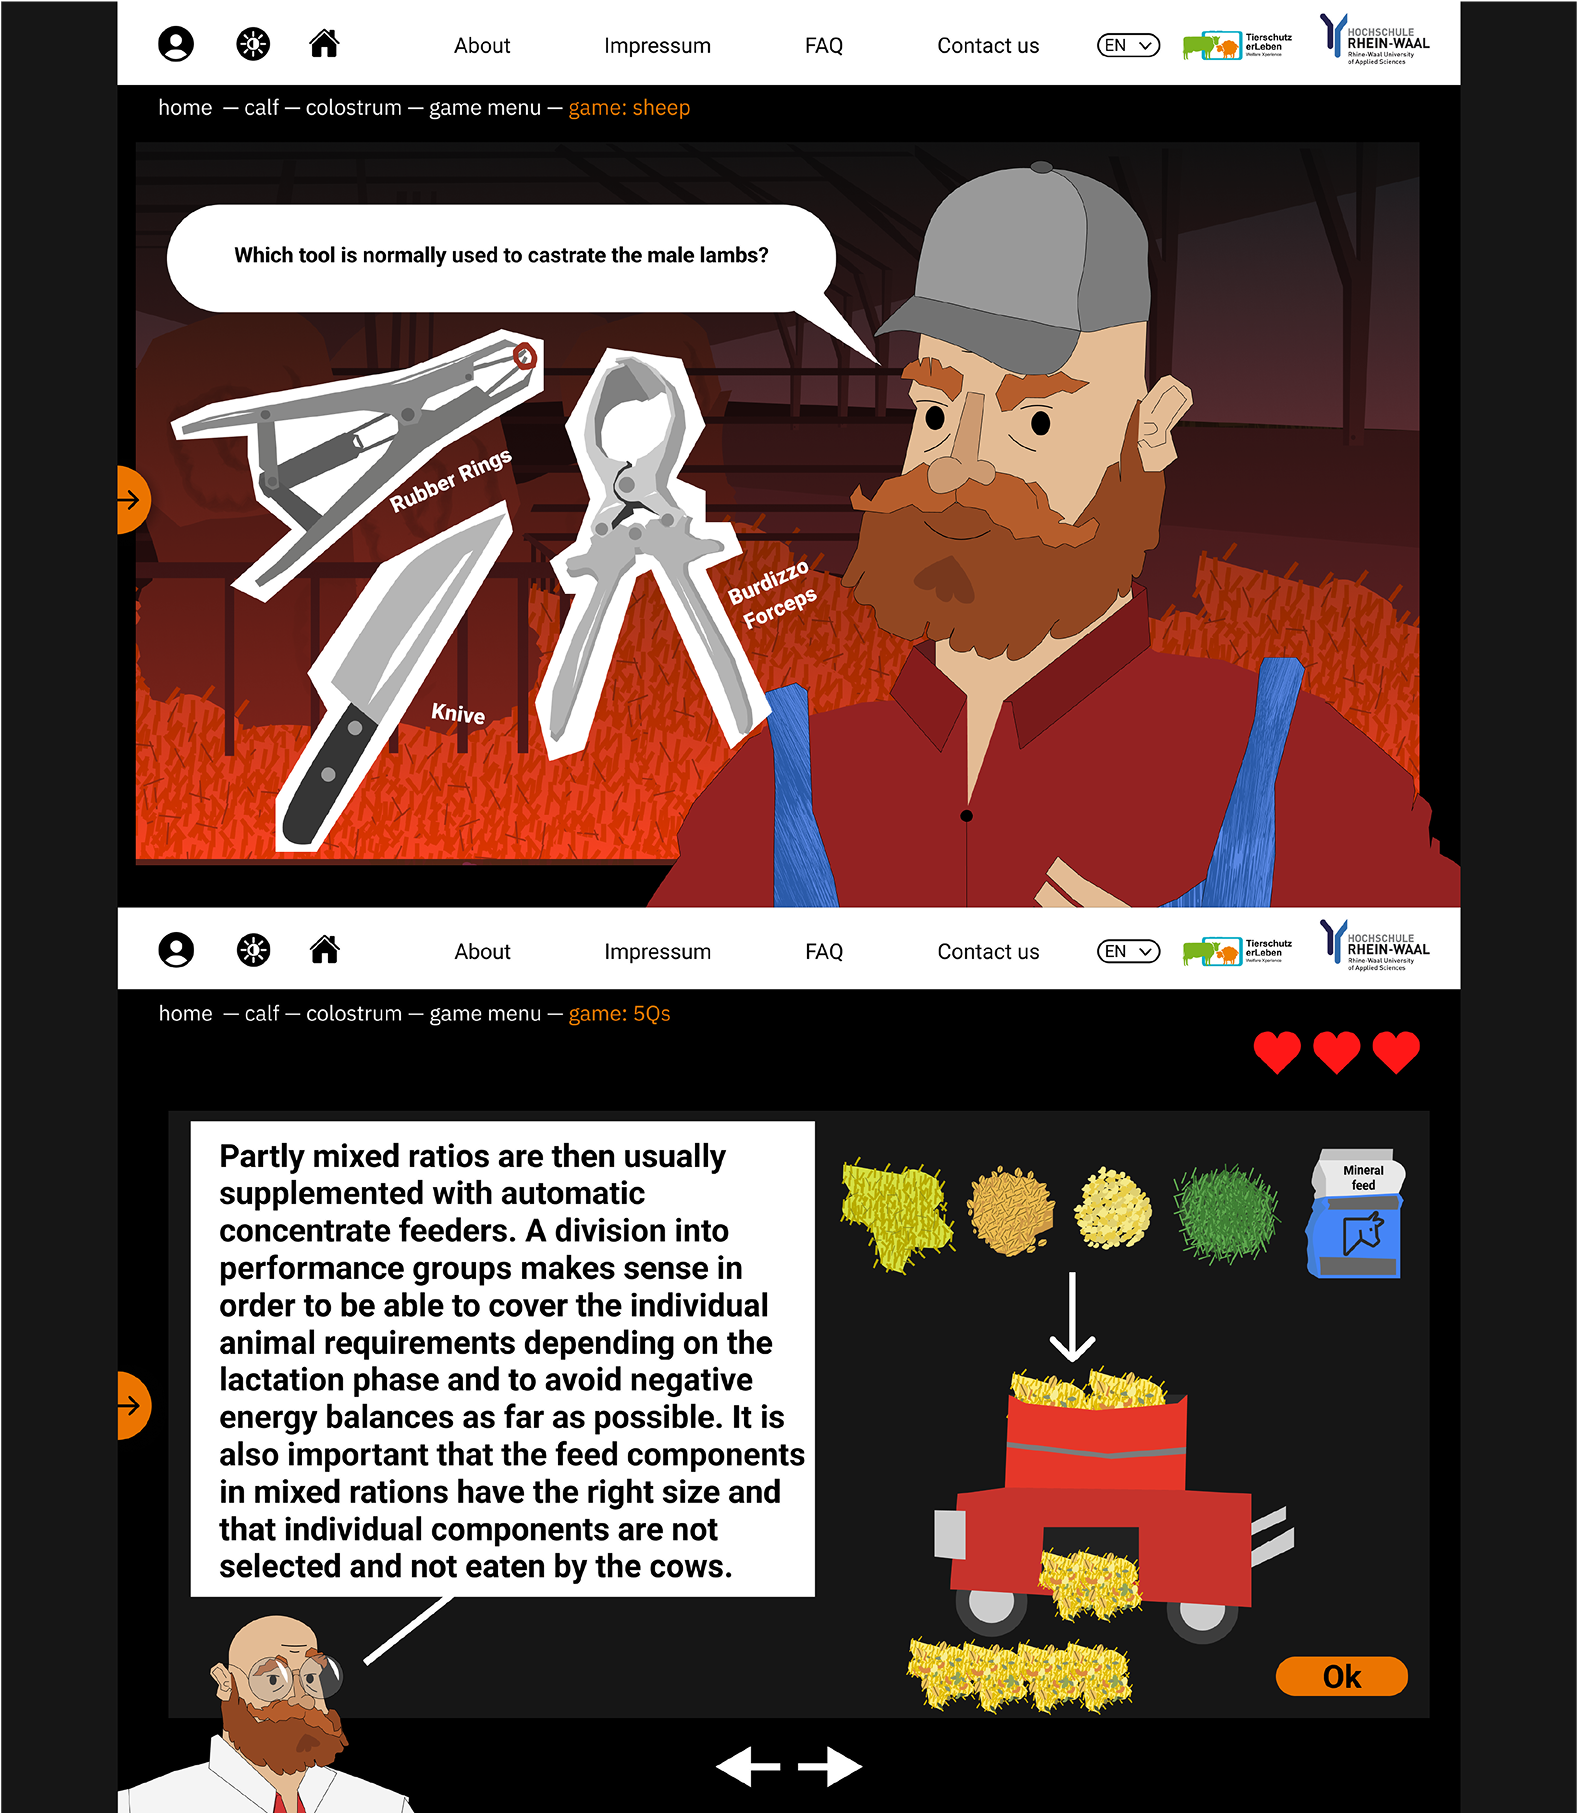 About Impressum FAQ Contact us EN
Tierschutz
erLeben
Welfare Xperience
HOCHSCHULE
RHEIN-WAAL
Rhine-Waal University
of Applied Sciences
home — calf — colostrum — game menu — game: sheep
Which tool is normally used to castrate the male lambs?
Rubber Rings
Burdizzo
Forceps
Knive
About Impressum FAQ Contact us EN
Tierschutz
erLeben
Welfare Xperience
HOCHSCHULE
RHEIN-WAAL
Rhine-Waal University
of Applied Sciences
home — calf — colostrum — game menu — game: 5Qs
Partly mixed ratios are then usually
supplemented with automatic
concentrate feeders. A division into
performance groups makes sense in
order to be able to cover the individual
animal requirements depending on the
lactation phase and to avoid negative
energy balances as far as possible. It is
also important that the feed components
in mixed rations have the right size and
that individual components are not
selected and not eaten by the cows.
Mineral
feed
Ok